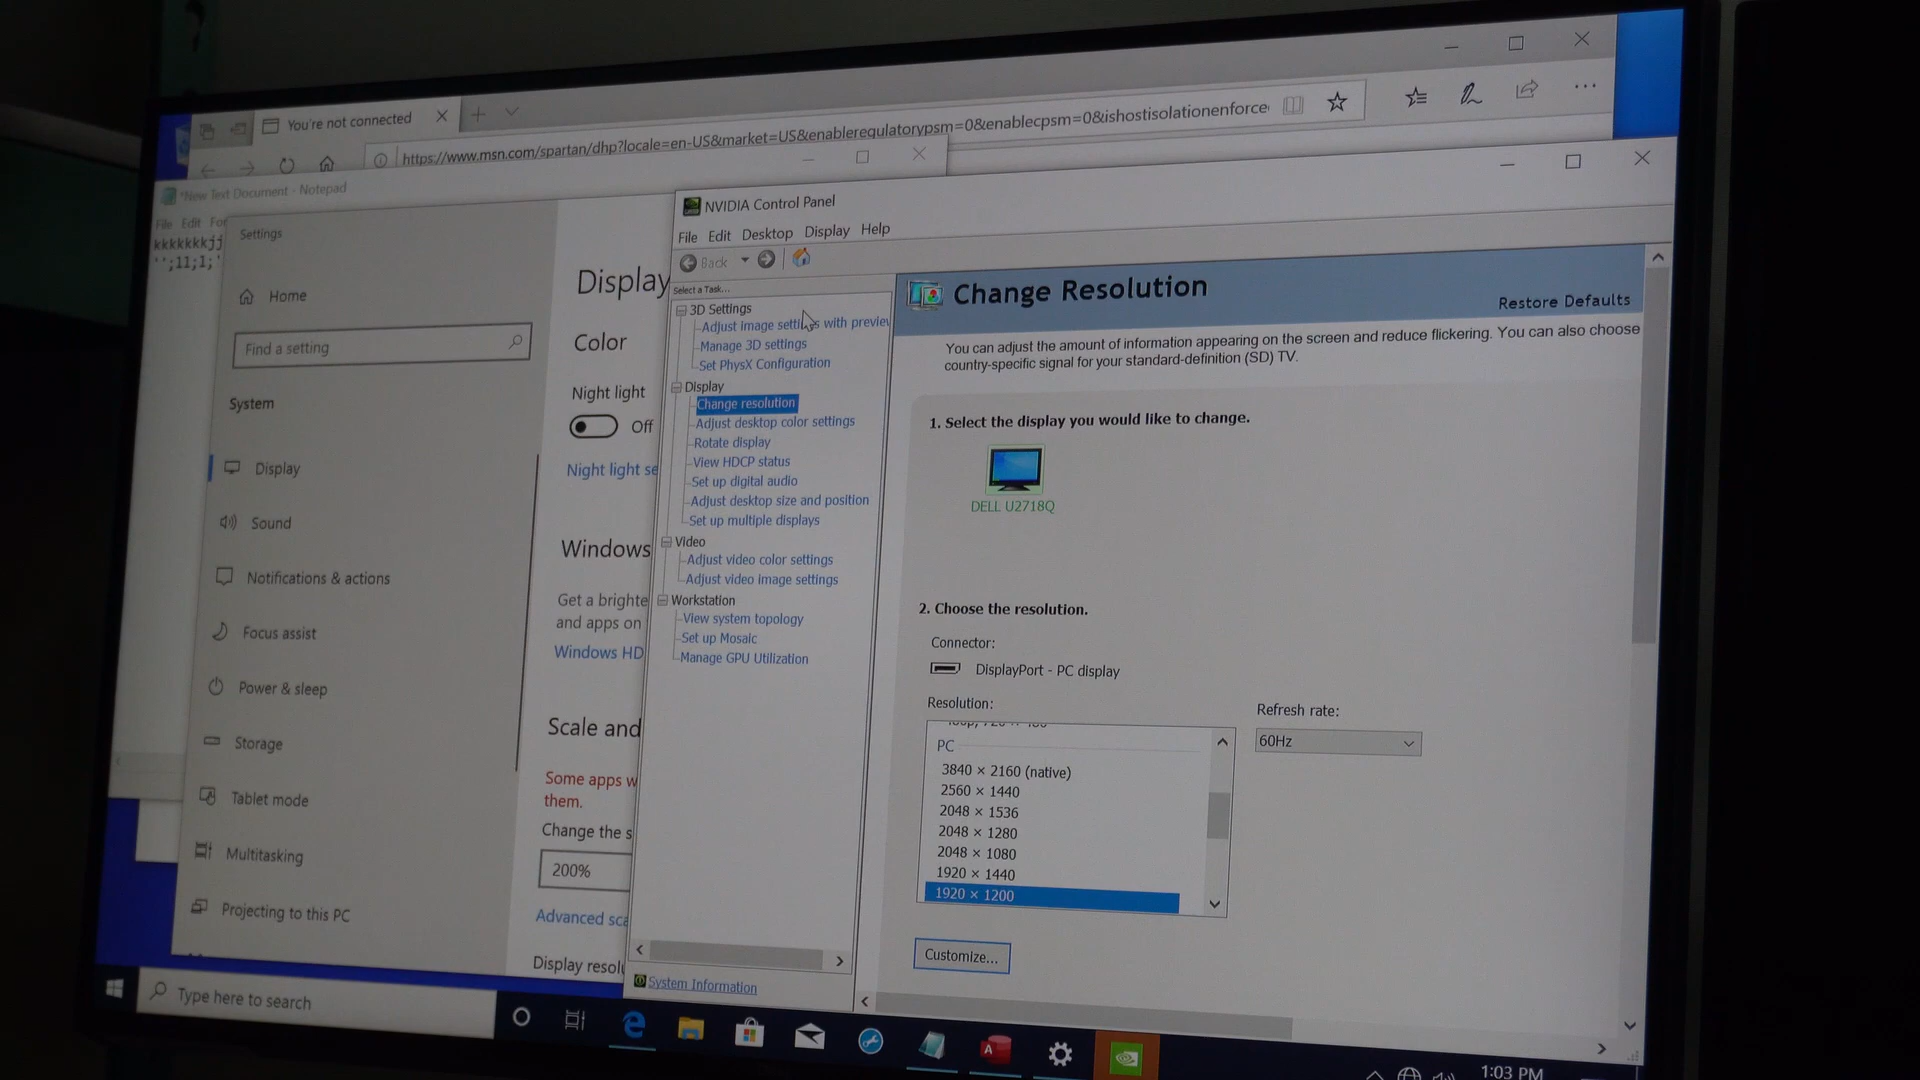 You're not connected
https://www.msn.com/spartan/dhp?locale=en-US&market=US&enableregulatorypsm=0&enablecpsm=0&ishostisolationenforce
*New Text Document - Notepad
File Edit For
kkkkkkkjj
'';ll;l;'
Settings
Home
Find a setting
System
Display
Sound
Notifications & actions
Focus assist
Power & sleep
Storage
Tablet mode
Multitasking
Projecting to this PC
Display
Color
Night light
Off
Night light se
Windows
Get a brighte
and apps on
Windows HD
Scale and
Some apps w
them.
Change the s
200%
Advanced sca
Display resolu
NVIDIA Control Panel
File Edit Desktop Display Help
Back
Select a Task...
3D Settings
Adjust image settings with preview
Manage 3D settings
Set PhysX Configuration
Display
Change resolution
Adjust desktop color settings
Rotate display
View HDCP status
Set up digital audio
Adjust desktop size and position
Set up multiple displays
Video
Adjust video color settings
Adjust video image settings
Workstation
View system topology
Set up Mosaic
Manage GPU Utilization
System Information
Change Resolution
Restore Defaults
You can adjust the amount of information appearing on the screen and reduce flickering. You can also choose
country-specific signal for your standard-definition (SD) TV.
1. Select the display you would like to change.
DELL U2718Q
2. Choose the resolution.
Connector:
DisplayPort - PC display
Resolution:
Refresh rate:
60Hz
PC
3840 × 2160 (native)
2560 × 1440
2048 × 1536
2048 × 1280
2048 × 1080
1920 × 1440
1920 × 1200
Customize...
Type here to search
1:03 PM